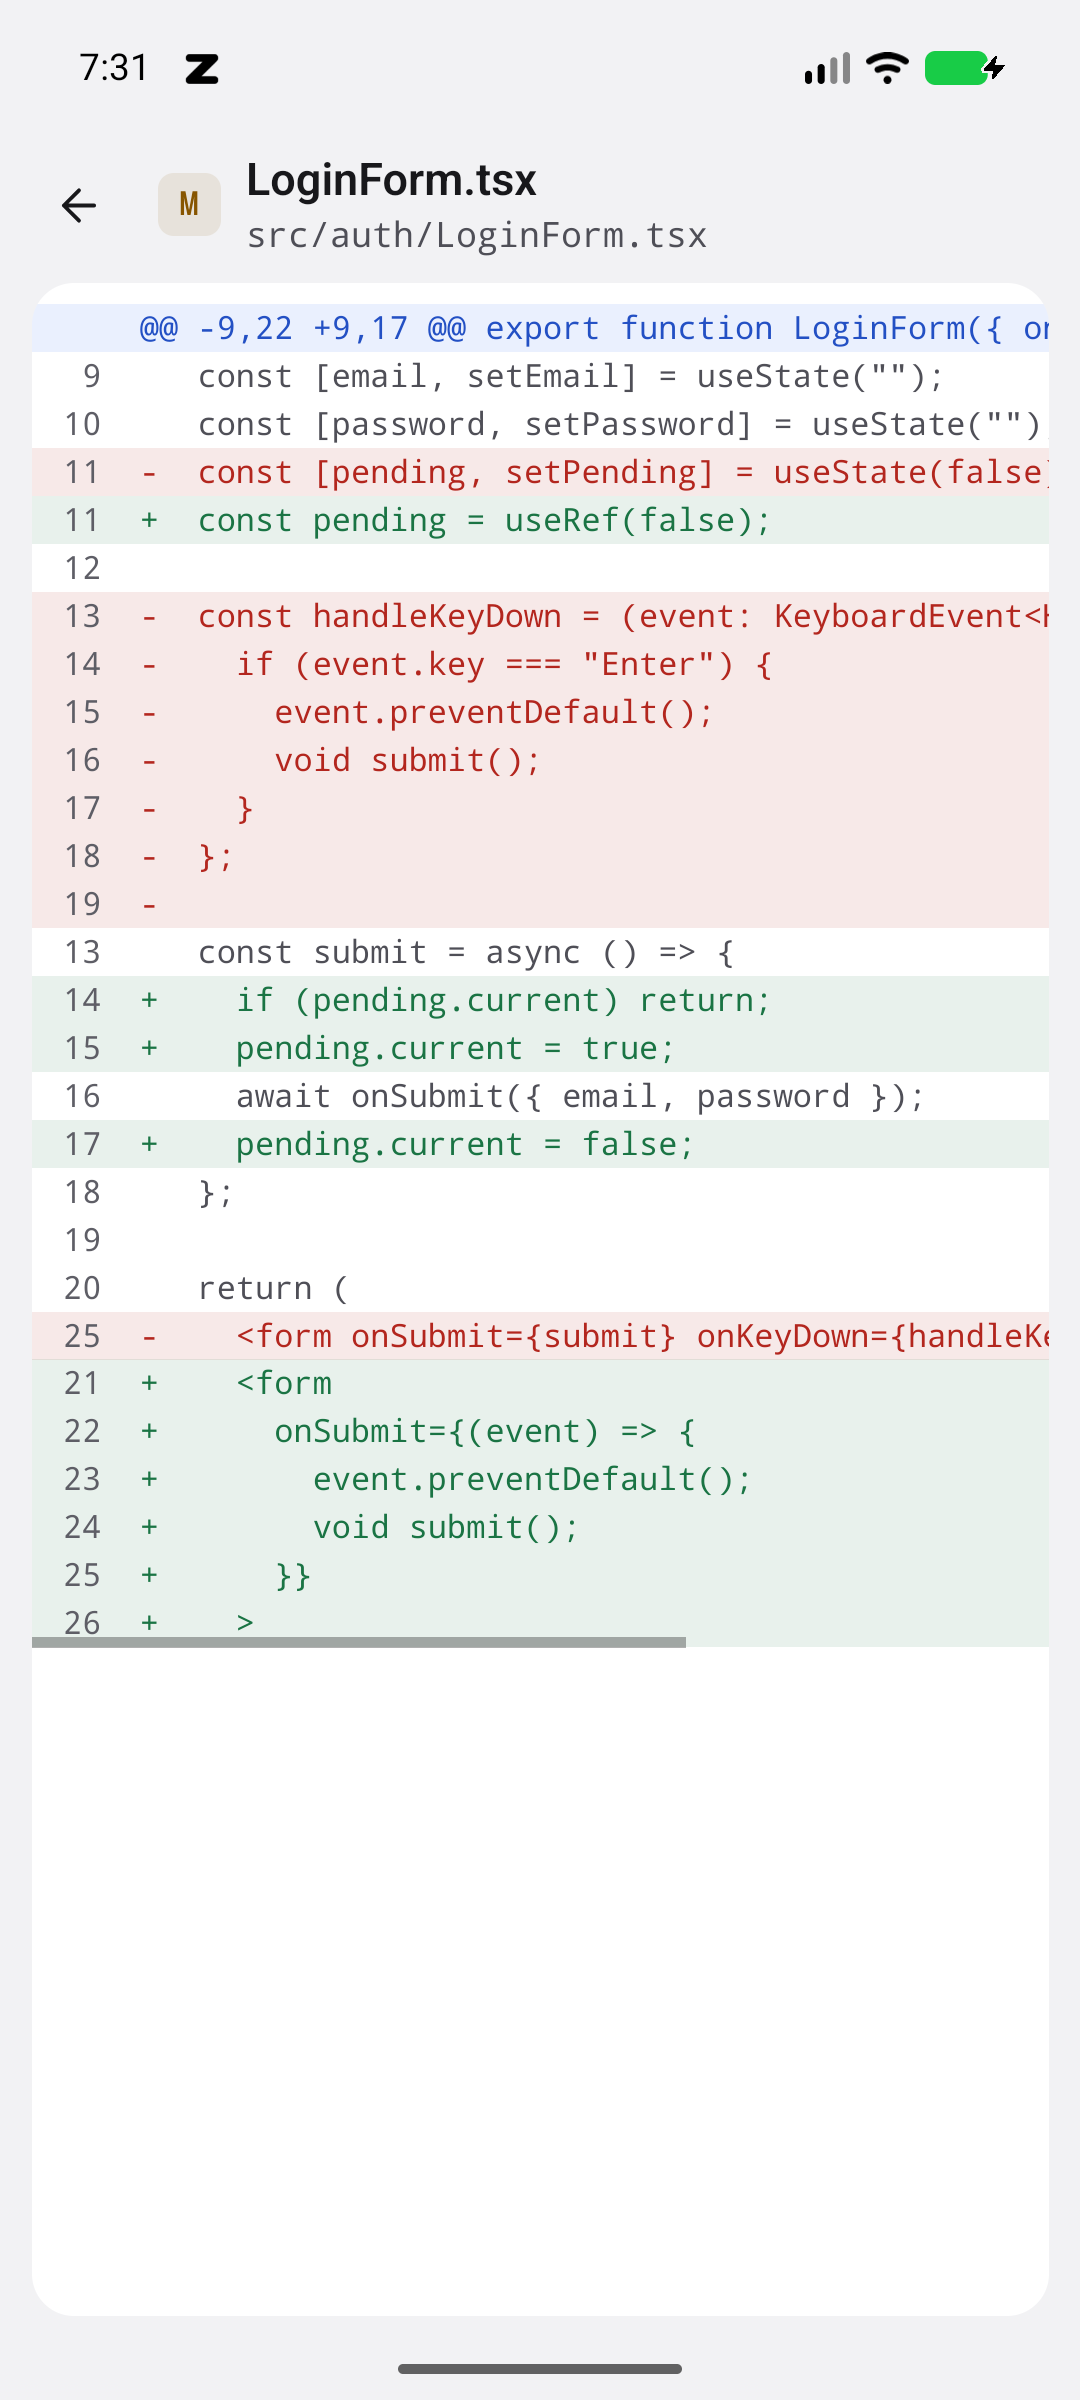 7:31
M
LoginForm.tsx
src/auth/LoginForm.tsx
@@ -9,22 +9,17 @@ export function LoginForm({ on
9 const [email, setEmail] = useState("");
10 const [password, setPassword] = useState("")
11 - const [pending, setPending] = useState(false)
11 + const pending = useRef(false);
12
13 - const handleKeyDown = (event: KeyboardEvent<H
14 - if (event.key === "Enter") {
15 - event.preventDefault();
16 - void submit();
17 - }
18 - };
19 -
13 const submit = async () => {
14 + if (pending.current) return;
15 + pending.current = true;
16 await onSubmit({ email, password });
17 + pending.current = false;
18 };
19
20 return (
25 - <form onSubmit={submit} onKeyDown={handleKe
21 + <form
22 + onSubmit={(event) => {
23 + event.preventDefault();
24 + void submit();
25 + }}
26 + >